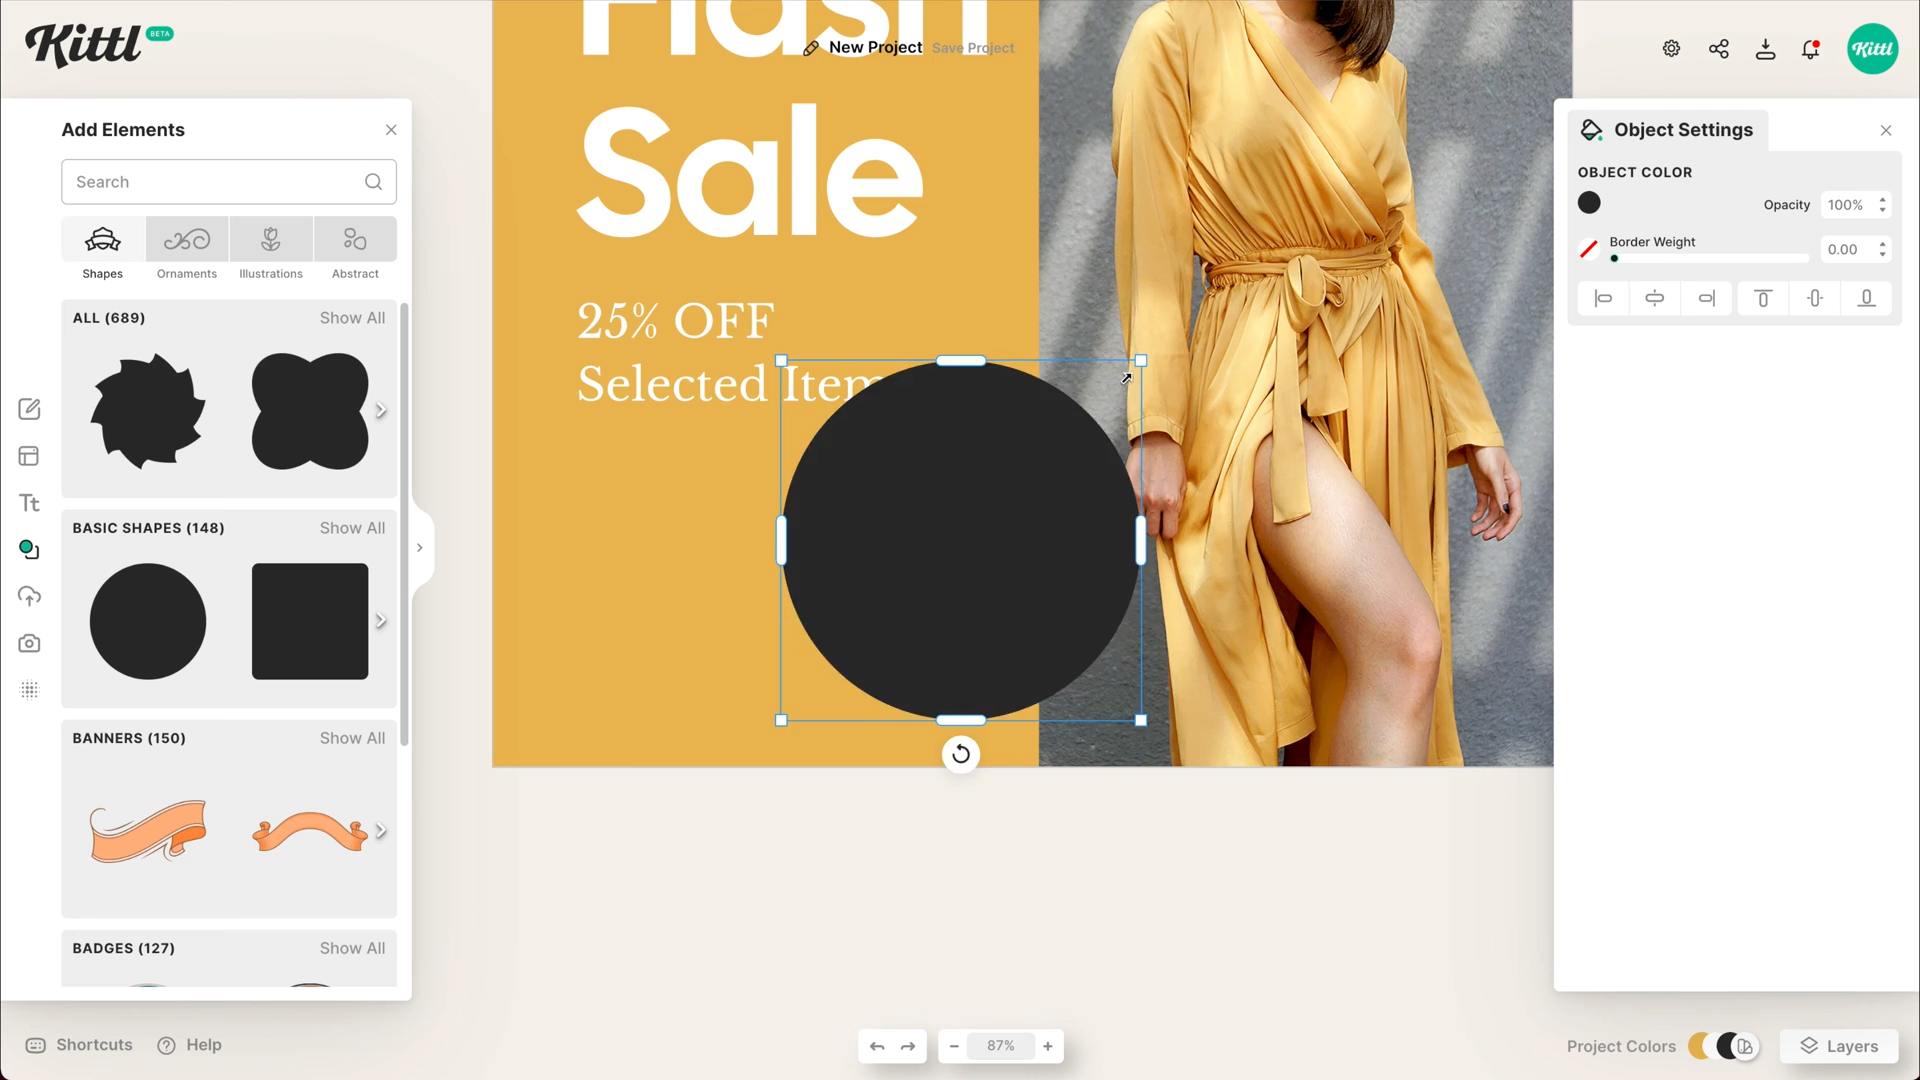 Kittl BETA
New Project Save Project
Kittl
Add Elements
Search
Shapes Ornaments Illustrations Abstract
ALL (689) Show All
BASIC SHAPES (148) Show All
BANNERS (150) Show All
BADGES (127) Show All
Tt
Flash
Sale
25% OFF
Selected Item
Object Settings
OBJECT COLOR
Opacity 100%
Border Weight 0.00
Shortcuts Help
87%
Project Colors
Layers